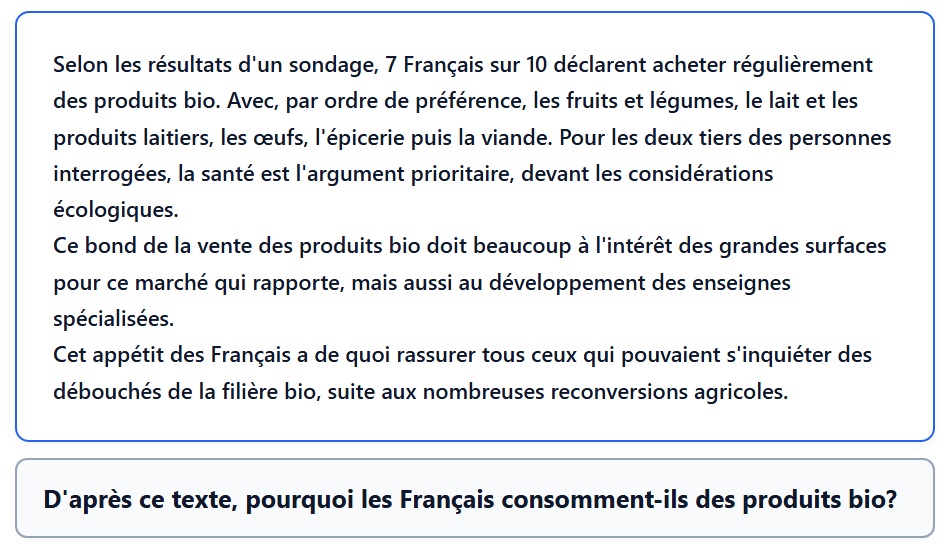 Selon les résultats d'un sondage, 7 Français sur 10 déclarent acheter régulièrement
des produits bio. Avec, par ordre de préférence, les fruits et légumes, le lait et les
produits laitiers, les œufs, l'épicerie puis la viande. Pour les deux tiers des personnes
interrogées, la santé est l'argument prioritaire, devant les considérations
écologiques.
Ce bond de la vente des produits bio doit beaucoup à l'intérêt des grandes surfaces
pour ce marché qui rapporte, mais aussi au développement des enseignes
spécialisées.
Cet appétit des Français a de quoi rassurer tous ceux qui pouvaient s'inquiéter des
débouchés de la filière bio, suite aux nombreuses reconversions agricoles.
D'après ce texte, pourquoi les Français consomment-ils des produits bio?